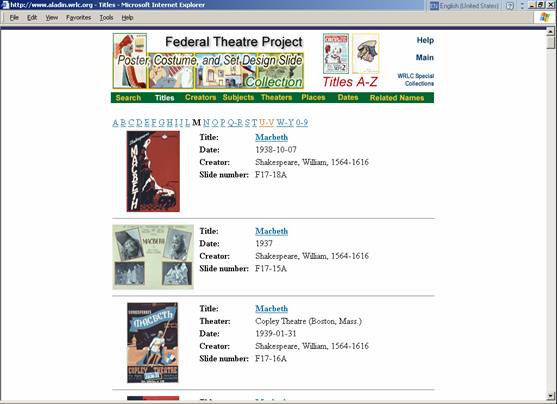 http://www.aladin.wrlc.org - Titles - Microsoft Internet Explorer
EN English (United States)
File Edit View Favorites Tools Help
Federal Theatre Project
Poster, Costume, and Set Design Slide
Collection
Titles A-Z
Help
Main
WRLC Special
Collections
Search Titles Creators Subjects Theaters Places Dates Related Names
A B C D E F G H I J L M N O P Q-R S T U-V W-Y 0-9
Title: Macbeth
Date: 1938-10-07
Creator: Shakespeare, William, 1564-1616
Slide number: F17-18A
MACBETH
Title: Macbeth
Date: 1937
Creator: Shakespeare, William, 1564-1616
Slide number: F17-15A
MACBETH
Title: Macbeth
Theater: Copley Theatre (Boston, Mass.)
Date: 1939-01-31
Creator: Shakespeare, William, 1564-1616
Slide number: F17-16A
MACBETH
COPLEY THEATRE